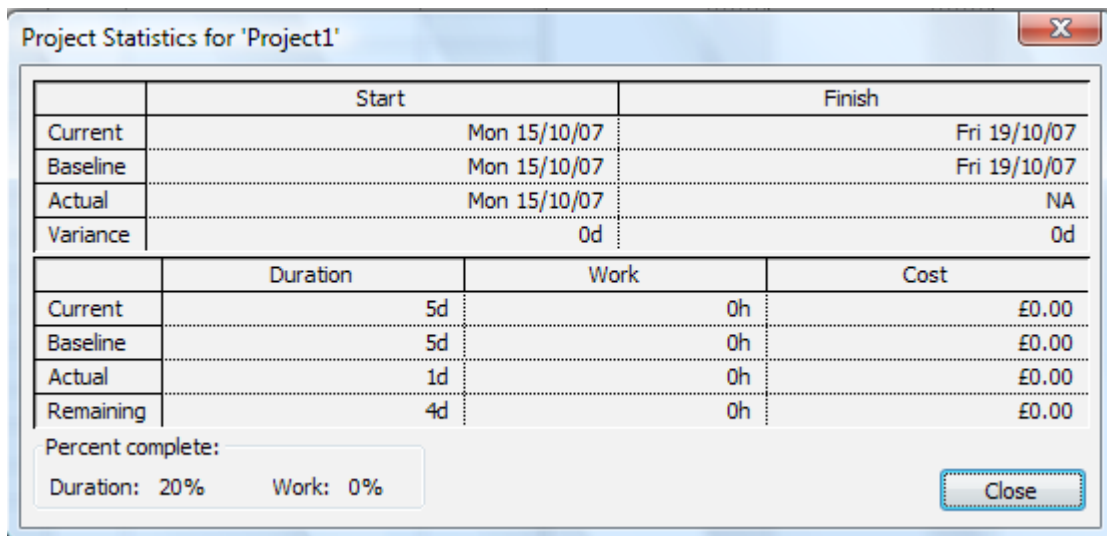 Project Statistics for 'Project1'
Start Finish
Current Mon 15/10/07 Fri 19/10/07
Baseline Mon 15/10/07 Fri 19/10/07
Actual Mon 15/10/07 NA
Variance 0d 0d
Duration Work Cost
Current 5d 0h £0.00
Baseline 5d 0h £0.00
Actual 1d 0h £0.00
Remaining 4d 0h £0.00
Percent complete:
Duration: 20% Work: 0%
Close